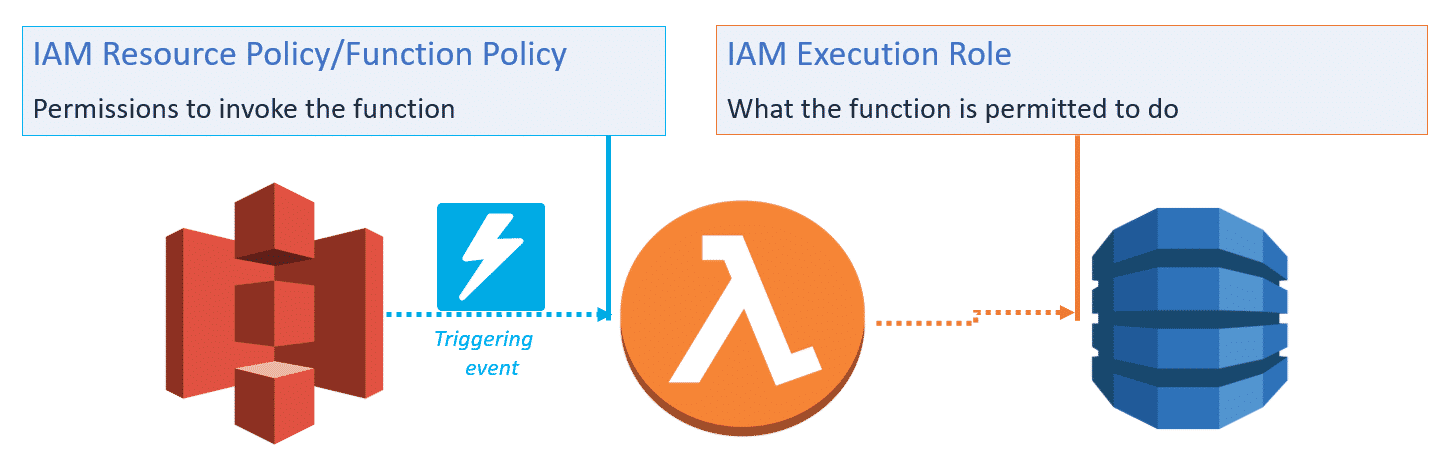 IAM Resource Policy/Function Policy
Permissions to invoke the function
IAM Execution Role
What the function is permitted to do
Triggering
event